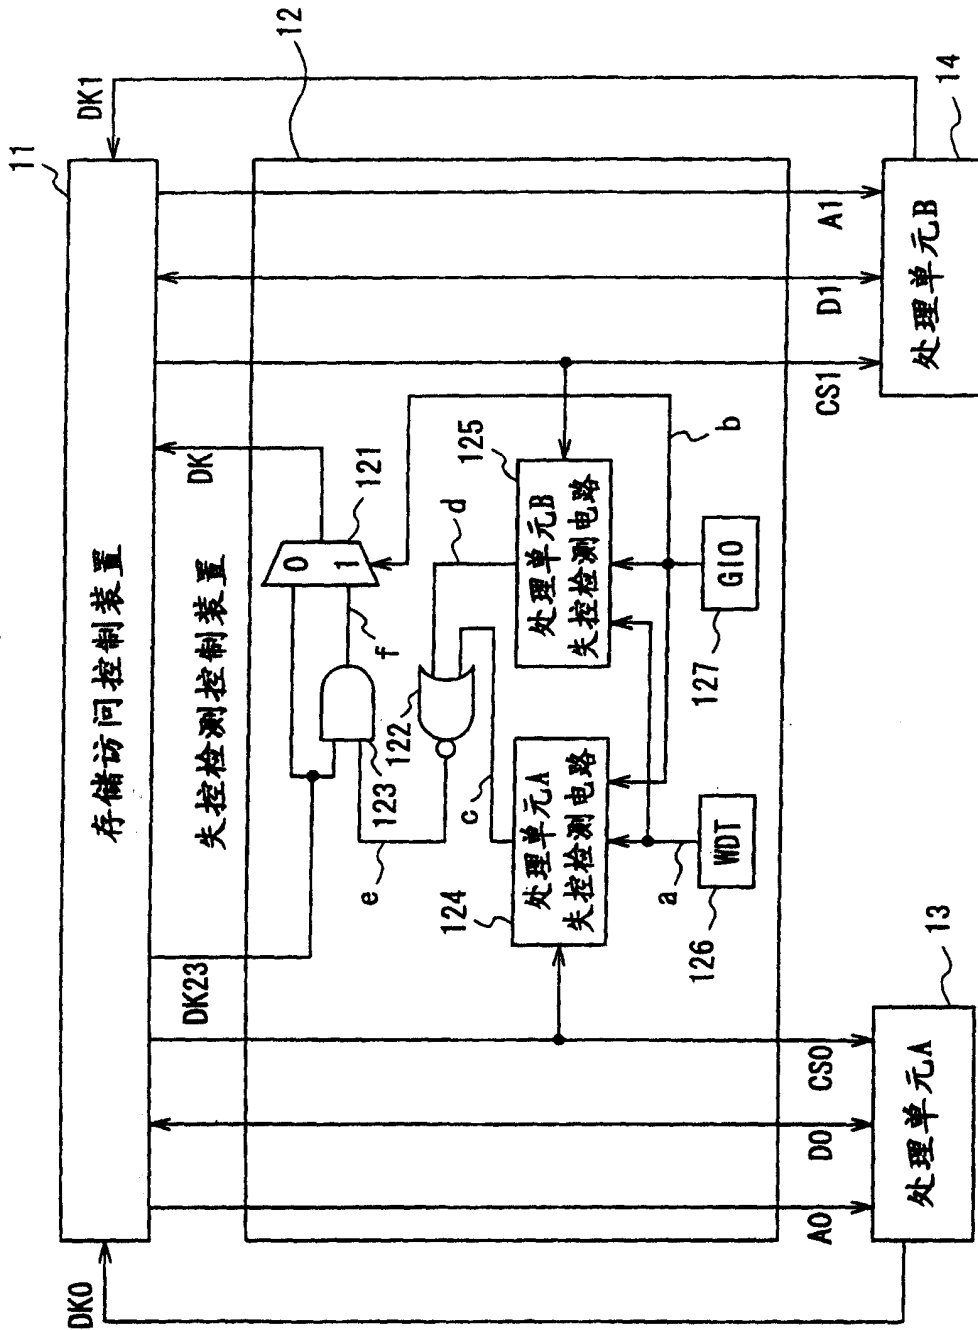 11
存储访问控制装置
DK0
DK23
DK
DK1
12
失控检测控制装置
0
1
121
f
123
122
e
c
d
124
处理单元A
失控检测电路
125
处理单元B
失控检测电路
a
b
126
WDT
127
GIO
A0
D0
CS0
CS1
D1
A1
13
处理单元A
14
处理单元B